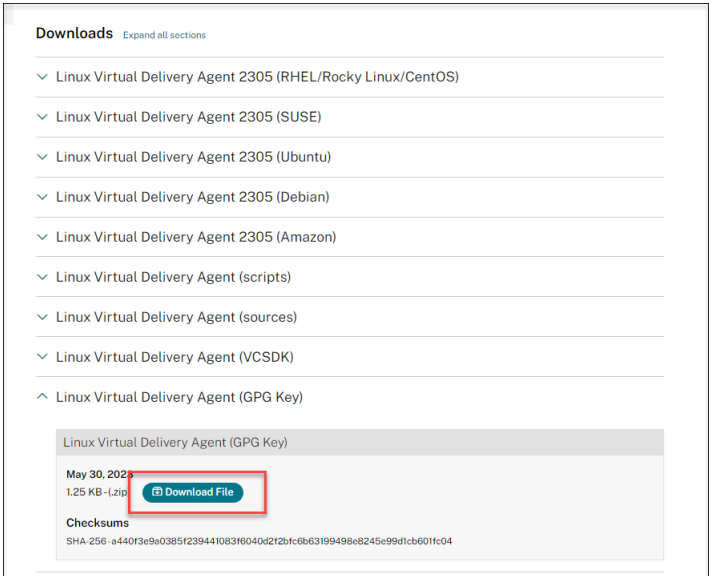 Downloads Expand all sections
Linux Virtual Delivery Agent 2305 (RHEL/Rocky Linux/CentOS)
Linux Virtual Delivery Agent 2305 (SUSE)
Linux Virtual Delivery Agent 2305 (Ubuntu)
Linux Virtual Delivery Agent 2305 (Debian)
Linux Virtual Delivery Agent 2305 (Amazon)
Linux Virtual Delivery Agent (scripts)
Linux Virtual Delivery Agent (sources)
Linux Virtual Delivery Agent (VCSDK)
Linux Virtual Delivery Agent (GPG Key)
Linux Virtual Delivery Agent (GPG Key)
May 30, 2023
1.25 KB - (.zip) Download File
Checksums
SHA-256 - a440f3e9a0385f239441083f6040d2f2bfc6b63199498e8245e99d1cb601fc04